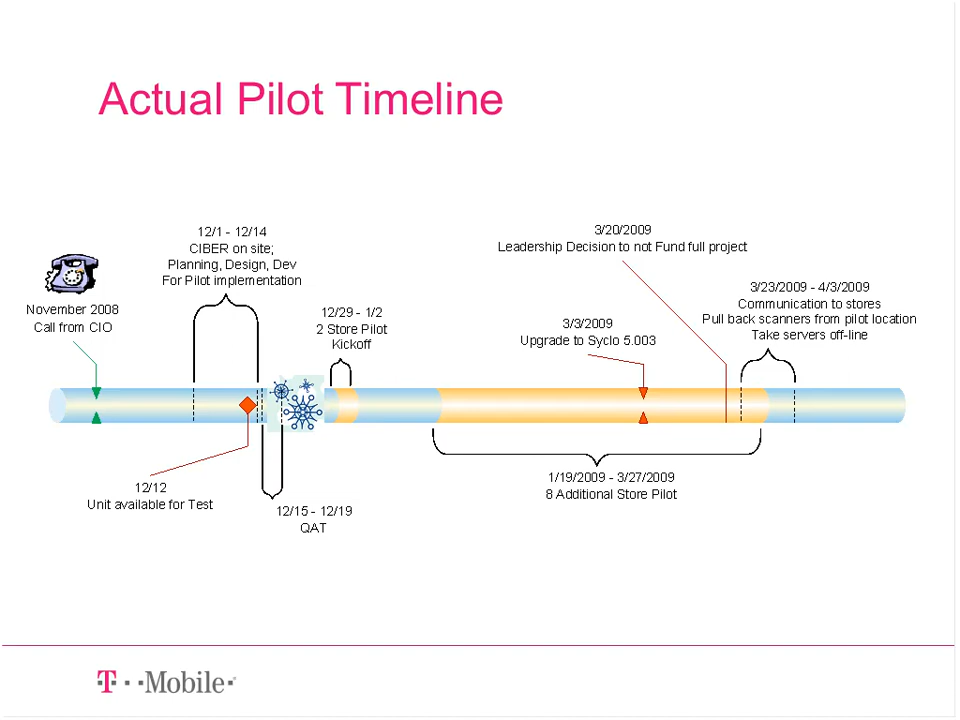 Actual Pilot Timeline
November 2008
Call from CIO
12/1 - 12/14
CIBER on site;
Planning, Design, Dev
For Pilot implementation
12/29 - 1/2
2 Store Pilot
Kickoff
3/20/2009
Leadership Decision to not Fund full project
3/3/2009
Upgrade to Syclo 5.003
3/23/2009 - 4/3/2009
Communication to stores
Pull back scanners from pilot location
Take servers off-line
12/12
Unit available for Test
12/15 - 12/19
QAT
1/19/2009 - 3/27/2009
8 Additional Store Pilot
T··Mobile·